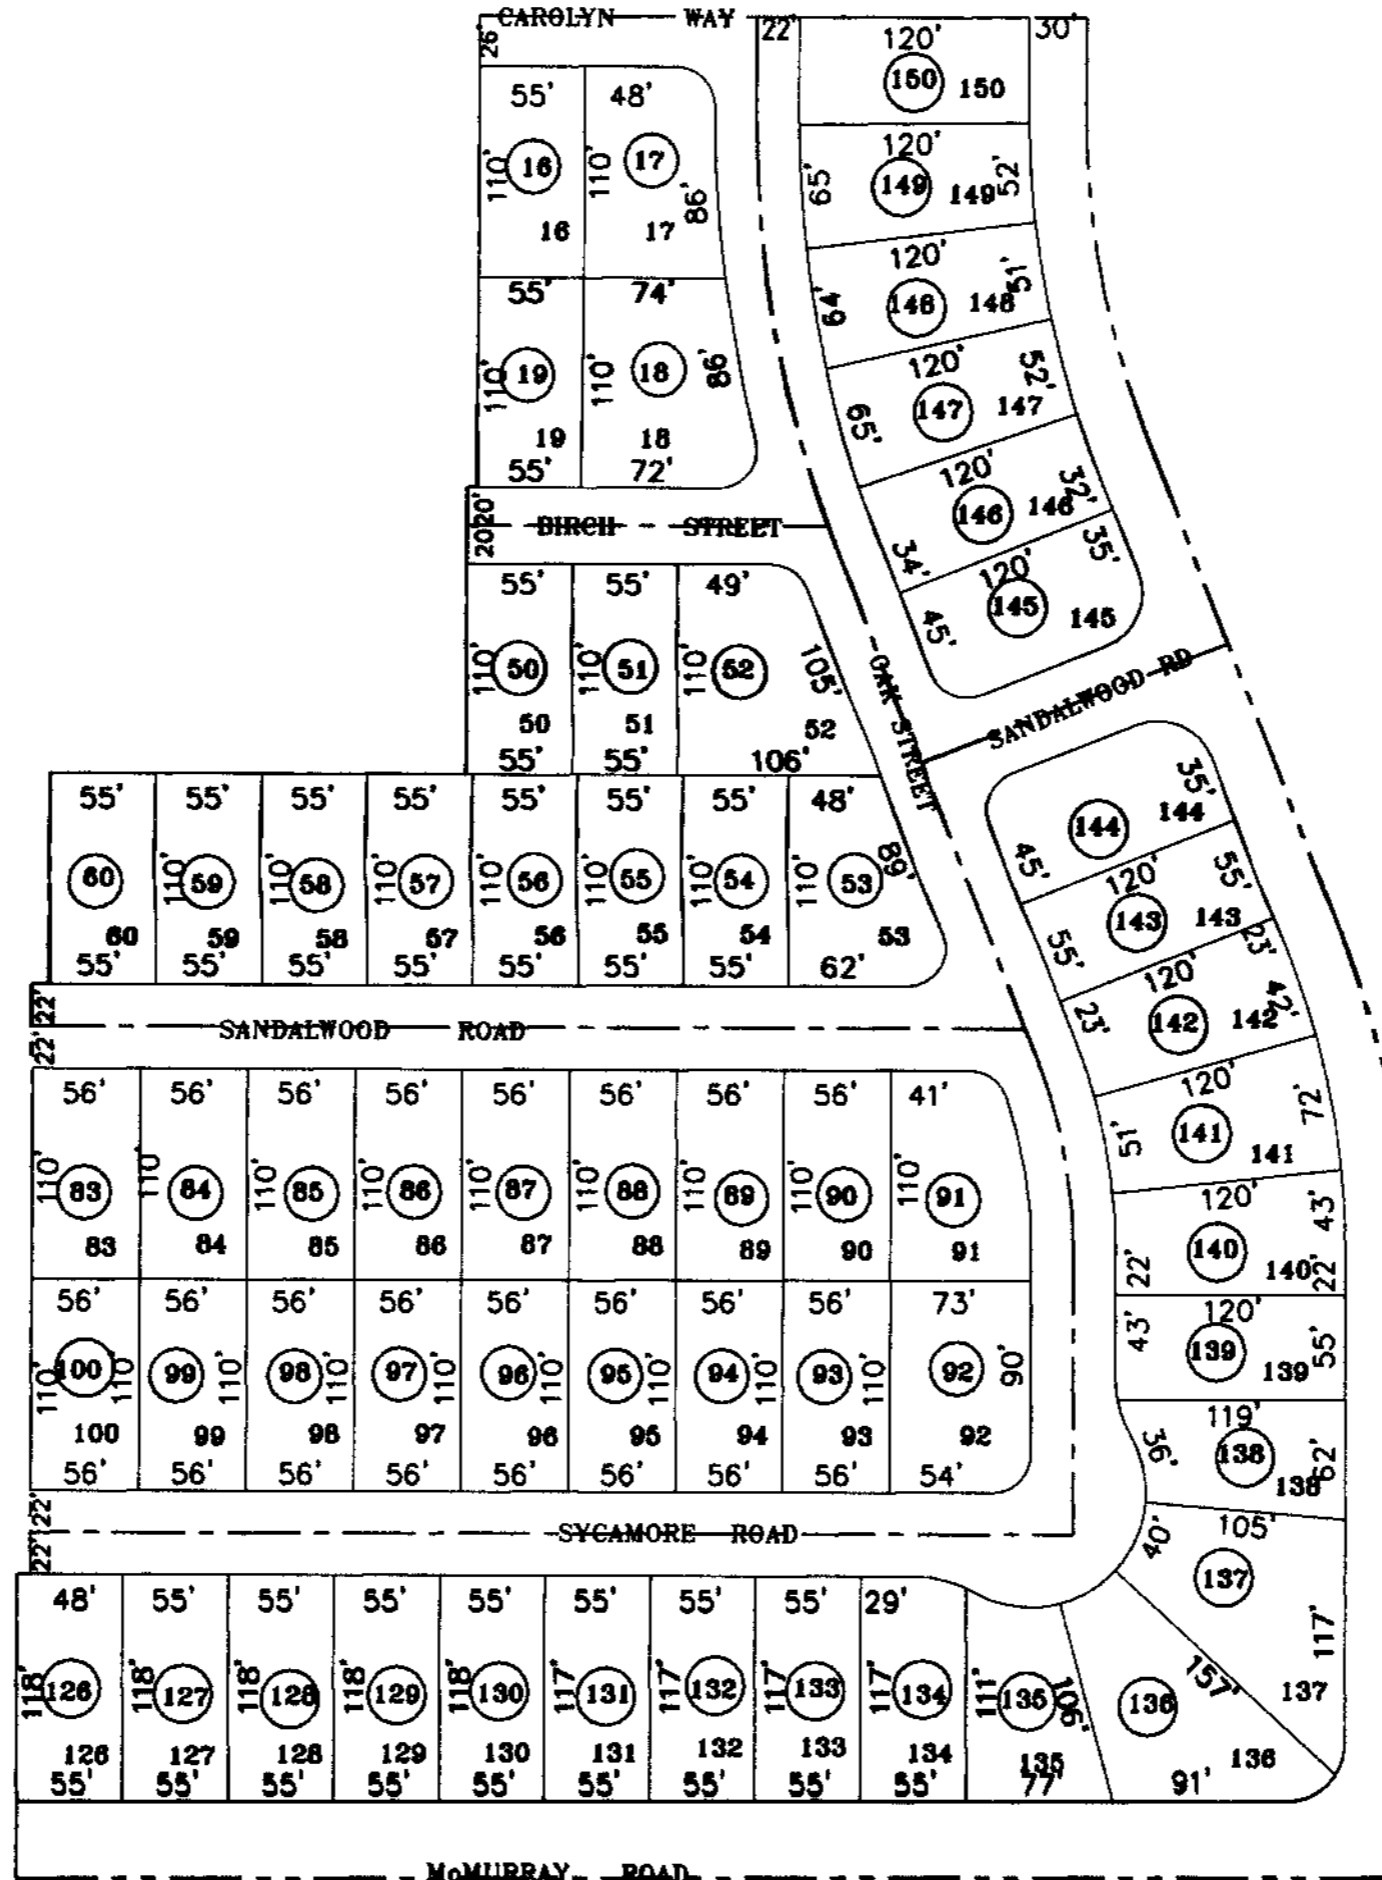 CAROLYN WAY 22' 30'
26'
120'
150 150
55' 48'
120'
110' 16 110' 17 86' 65' 149 149 52'
16 17
120'
55' 74' 64' 148 148 51'
110' 19 110' 18 86'
120' 52'
65' 147 147
19 18
55' 72'
120' 32'
146 146
20' BIRCH STREET
20' 34' 35'
120'
55' 55' 49' 145 145
45'
110' 50 110' 51 110' 52 105' OAK STREET
SANDALWOOD RD
50 51 52
55' 55' 106'
55' 55' 55' 55' 55' 55' 55' 48' 35'
144 144
45'
60 110' 59 110' 58 110' 57 110' 56 110' 55 110' 54 110' 53 89' 120' 55'
143 143
60 59 58 57 56 55 54 53 55' 23'
55' 55' 55' 55' 55' 55' 55' 62' 120'
22' 23' 142 142 42'
SANDALWOOD ROAD
22'
56' 56' 56' 56' 56' 56' 56' 56' 41' 120' 72'
51' 141 141
110' 83 110' 84 110' 85 110' 86 110' 87 110' 88 110' 89 110' 90 110' 91
120' 43'
83 84 85 86 87 88 89 90 91 22' 140 140 22'
56' 56' 56' 56' 56' 56' 56' 56' 73' 120'
43' 139 139 55'
110' 100 110' 99 110' 98 110' 97 110' 96 110' 95 110' 94 110' 93 110' 92 90'
119'
100 99 98 97 96 95 94 93 92 36' 138 138 62'
56' 56' 56' 56' 56' 56' 56' 56' 54'
22'
SYCAMORE ROAD 40' 105'
22'
137
48' 55' 55' 55' 55' 55' 55' 55' 29'
117'
118' 126 118' 127 118' 128 118' 129 118' 130 117' 131 117' 132 117' 133 117' 134 111' 135 106' 136 157' 137
126 127 128 129 130 131 132 133 134 135 136
55' 55' 55' 55' 55' 55' 55' 55' 55' 77' 91'
McMURRAY ROAD